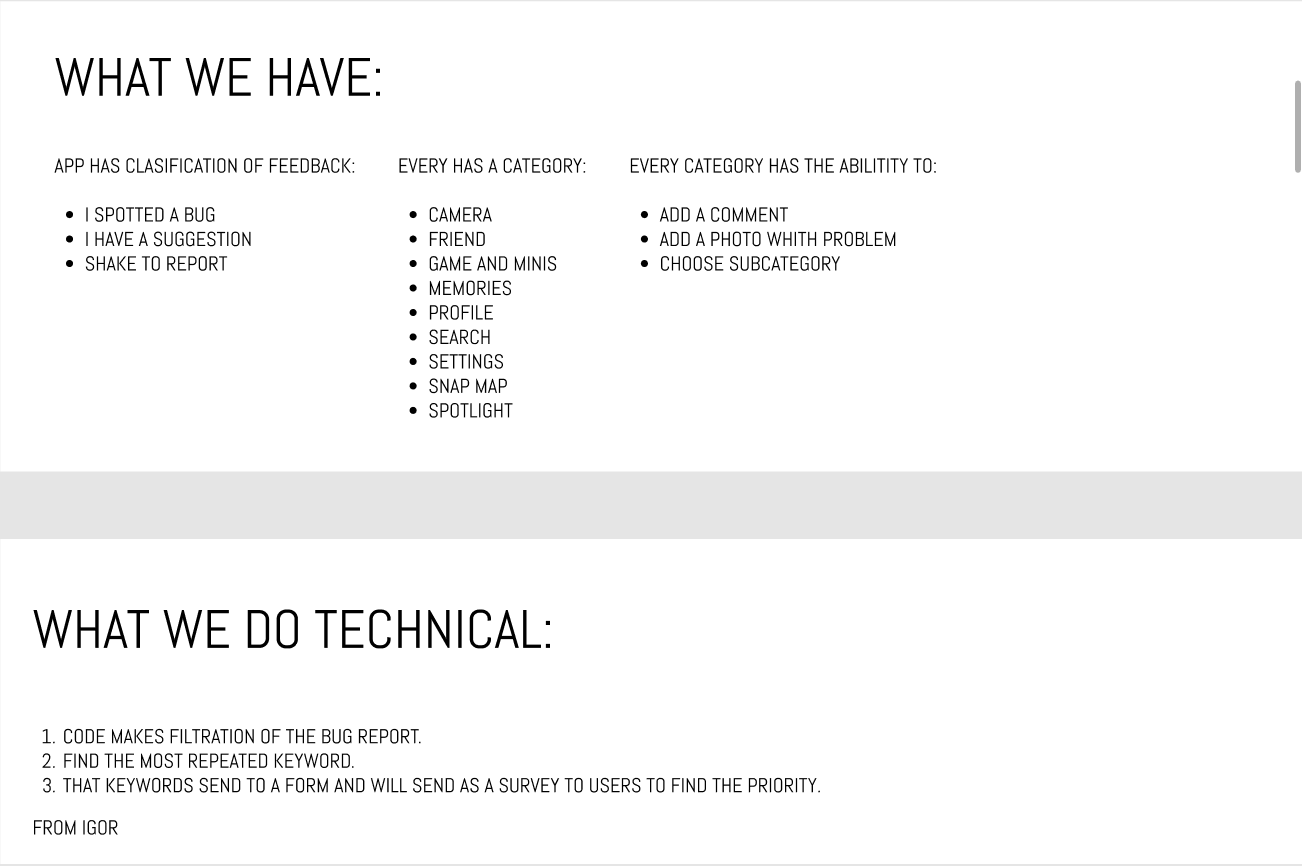 WHAT WE HAVE:
APP HAS CLASIFICATION OF FEEDBACK:
I SPOTTED A BUG
I HAVE A SUGGESTION
SHAKE TO REPORT
EVERY HAS A CATEGORY:
CAMERA
FRIEND
GAME AND MINIS
MEMORIES
PROFILE
SEARCH
SETTINGS
SNAP MAP
SPOTLIGHT
EVERY CATEGORY HAS THE ABILITITY TO:
ADD A COMMENT
ADD A PHOTO WHITH PROBLEM
CHOOSE SUBCATEGORY
WHAT WE DO TECHNICAL:
1. CODE MAKES FILTRATION OF THE BUG REPORT.
2. FIND THE MOST REPEATED KEYWORD.
3. THAT KEYWORDS SEND TO A FORM AND WILL SEND AS A SURVEY TO USERS TO FIND THE PRIORITY.
FROM IGOR